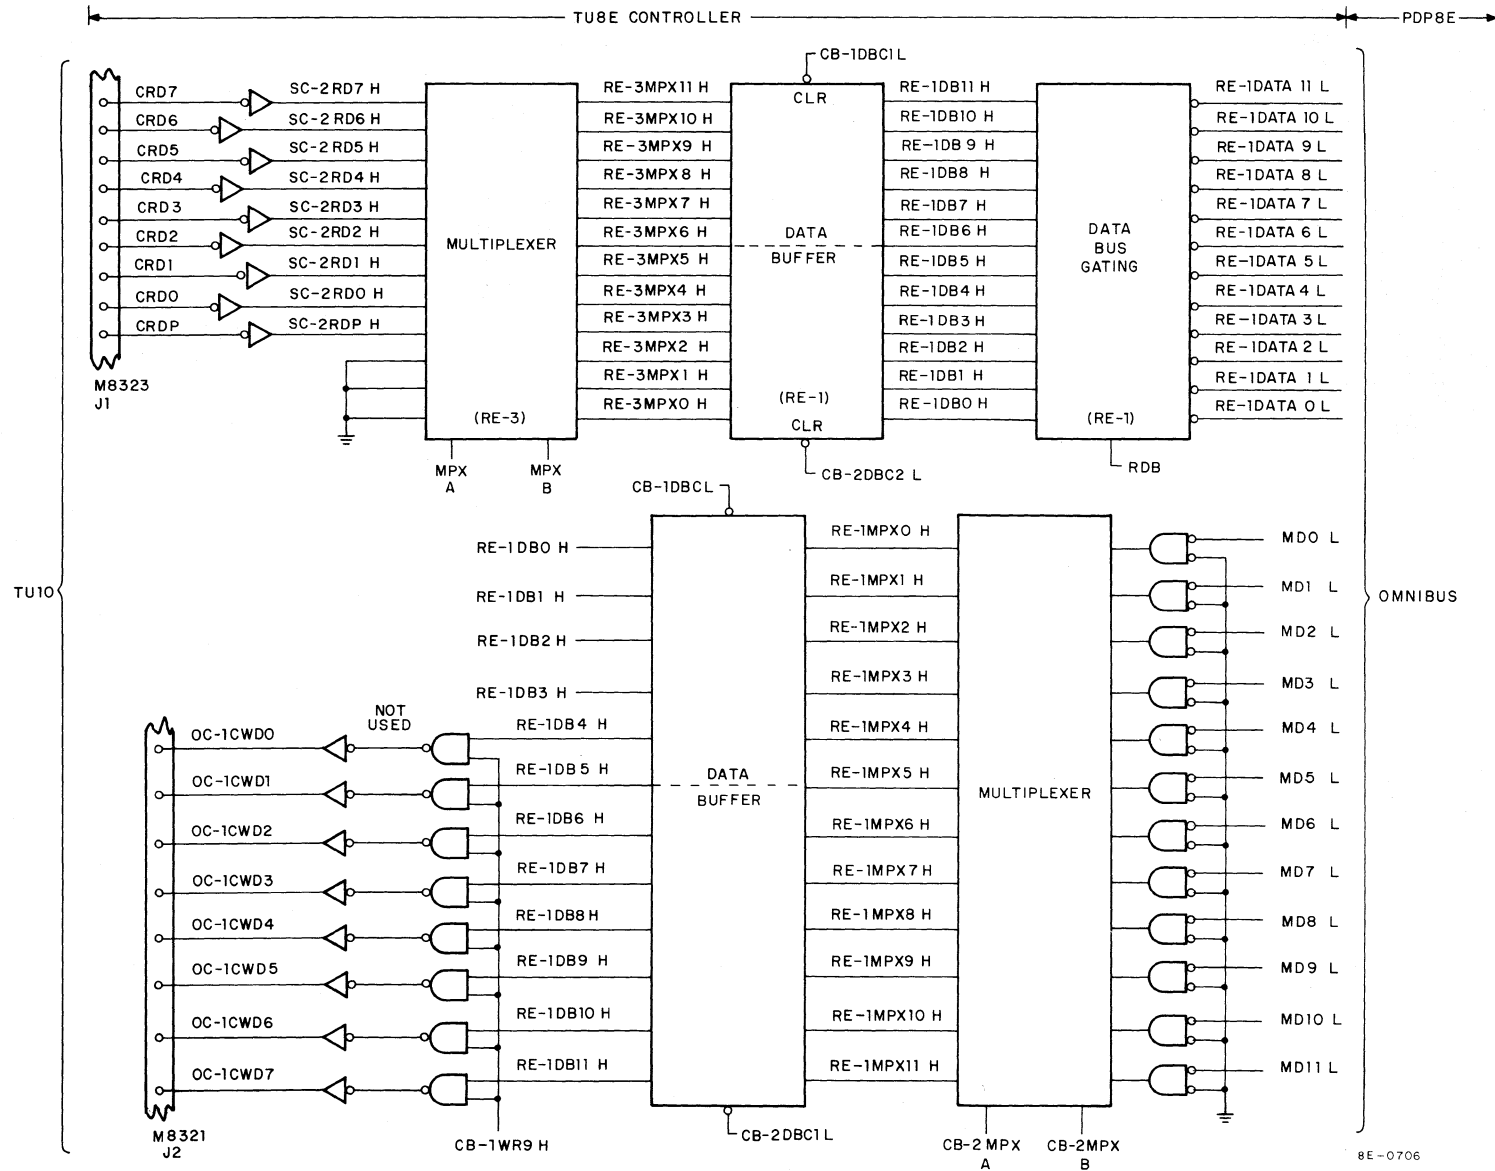 TU8E CONTROLLER
PDP8E
CRD7
CRD6
CRD5
CRD4
CRD3
CRD2
CRD1
CRD0
CRDP
M8323
J1
SC-2RD7 H
SC-2RD6 H
SC-2RD5 H
SC-2RD4 H
SC-2RD3 H
SC-2RD2 H
SC-2RD1 H
SC-2RD0 H
SC-2RDP H
MULTIPLEXER
(RE-3)
MPX
A
MPX
B
RE-3MPX11 H
RE-3MPX10 H
RE-3MPX9 H
RE-3MPX8 H
RE-3MPX7 H
RE-3MPX6 H
RE-3MPX5 H
RE-3MPX4 H
RE-3MPX3 H
RE-3MPX2 H
RE-3MPX1 H
RE-3MPX0 H
CB-1DBC1L
CLR
DATA
BUFFER
(RE-1)
CLR
CB-2DBC2 L
RE-1DB11 H
RE-1DB10 H
RE-1DB9 H
RE-1DB8 H
RE-1DB7 H
RE-1DB6 H
RE-1DB5 H
RE-1DB4 H
RE-1DB3 H
RE-1DB2 H
RE-1DB1 H
RE-1DB0 H
DATA
BUS
GATING
(RE-1)
RDB
RE-1DATA 11 L
RE-1DATA 10 L
RE-1DATA 9 L
RE-1DATA 8 L
RE-1DATA 7 L
RE-1DATA 6 L
RE-1DATA 5 L
RE-1DATA 4 L
RE-1DATA 3 L
RE-1DATA 2 L
RE-1DATA 1 L
RE-1DATA 0 L
TU10
OMNIBUS
CB-1DBCL
RE-1DB0 H
RE-1DB1 H
RE-1DB2 H
RE-1DB3 H
RE-1DB4 H
RE-1DB5 H
RE-1DB6 H
RE-1DB7 H
RE-1DB8 H
RE-1DB9 H
RE-1DB10 H
RE-1DB11 H
NOT
USED
OC-1CWD0
OC-1CWD1
OC-1CWD2
OC-1CWD3
OC-1CWD4
OC-1CWD5
OC-1CWD6
OC-1CWD7
M8321
J2
CB-1WR9 H
DATA
BUFFER
CB-2DBC1L
RE-1MPX0 H
RE-1MPX1 H
RE-1MPX2 H
RE-1MPX3 H
RE-1MPX4 H
RE-1MPX5 H
RE-1MPX6 H
RE-1MPX7 H
RE-1MPX8 H
RE-1MPX9 H
RE-1MPX10 H
RE-1MPX11 H
MULTIPLEXER
CB-2MPX
A
CB-2MPX
B
MD0 L
MD1 L
MD2 L
MD3 L
MD4 L
MD5 L
MD6 L
MD7 L
MD8 L
MD9 L
MD10 L
MD11 L
8E-0706